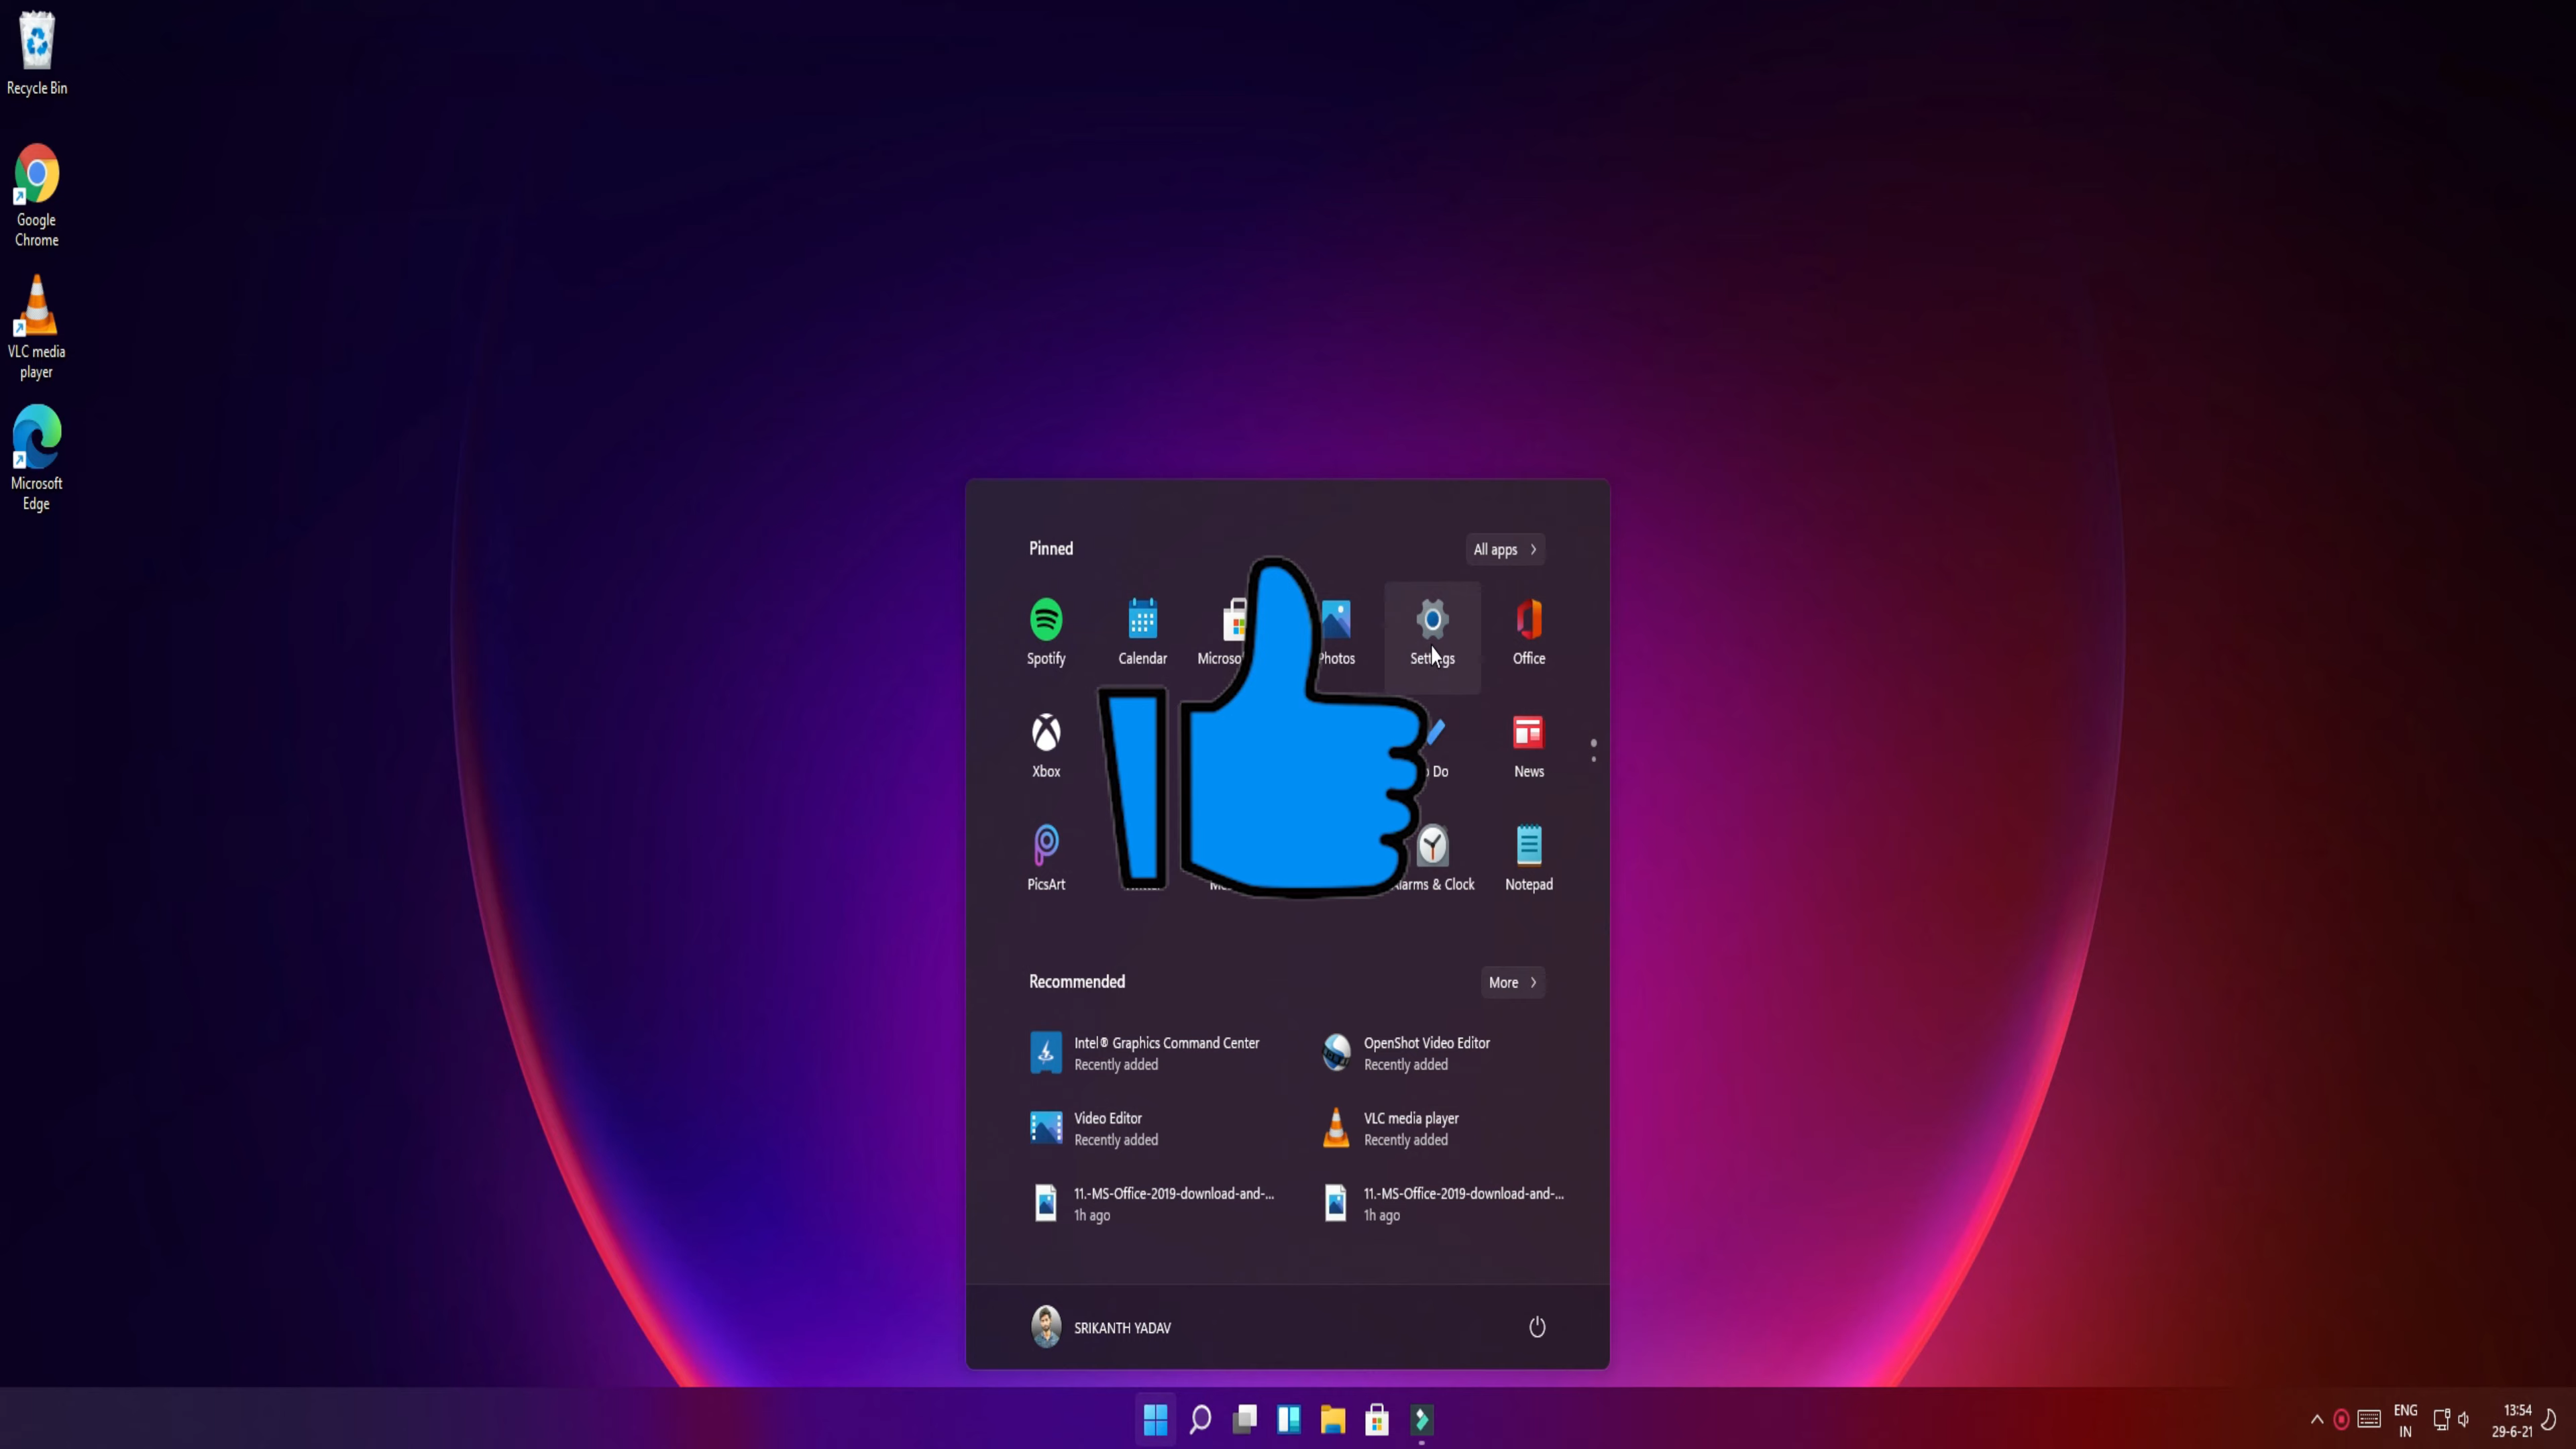 Recycle Bin
Google
Chrome
VLC media
player
Microsoft
Edge
Pinned
All apps
Spotify
Calendar
Photos
Settings
Office
Xbox
Do
News
PicsArt
Alarms & Clock
Notepad
Recommended
More
Intel® Graphics Command Center
Recently added
OpenShot Video Editor
Recently added
Video Editor
Recently added
VLC media player
Recently added
11.-MS-Office-2019-download-and-...
1h ago
11.-MS-Office-2019-download-and-...
1h ago
SRIKANTH YADAV
ENG
IN
13:54
29-6-21